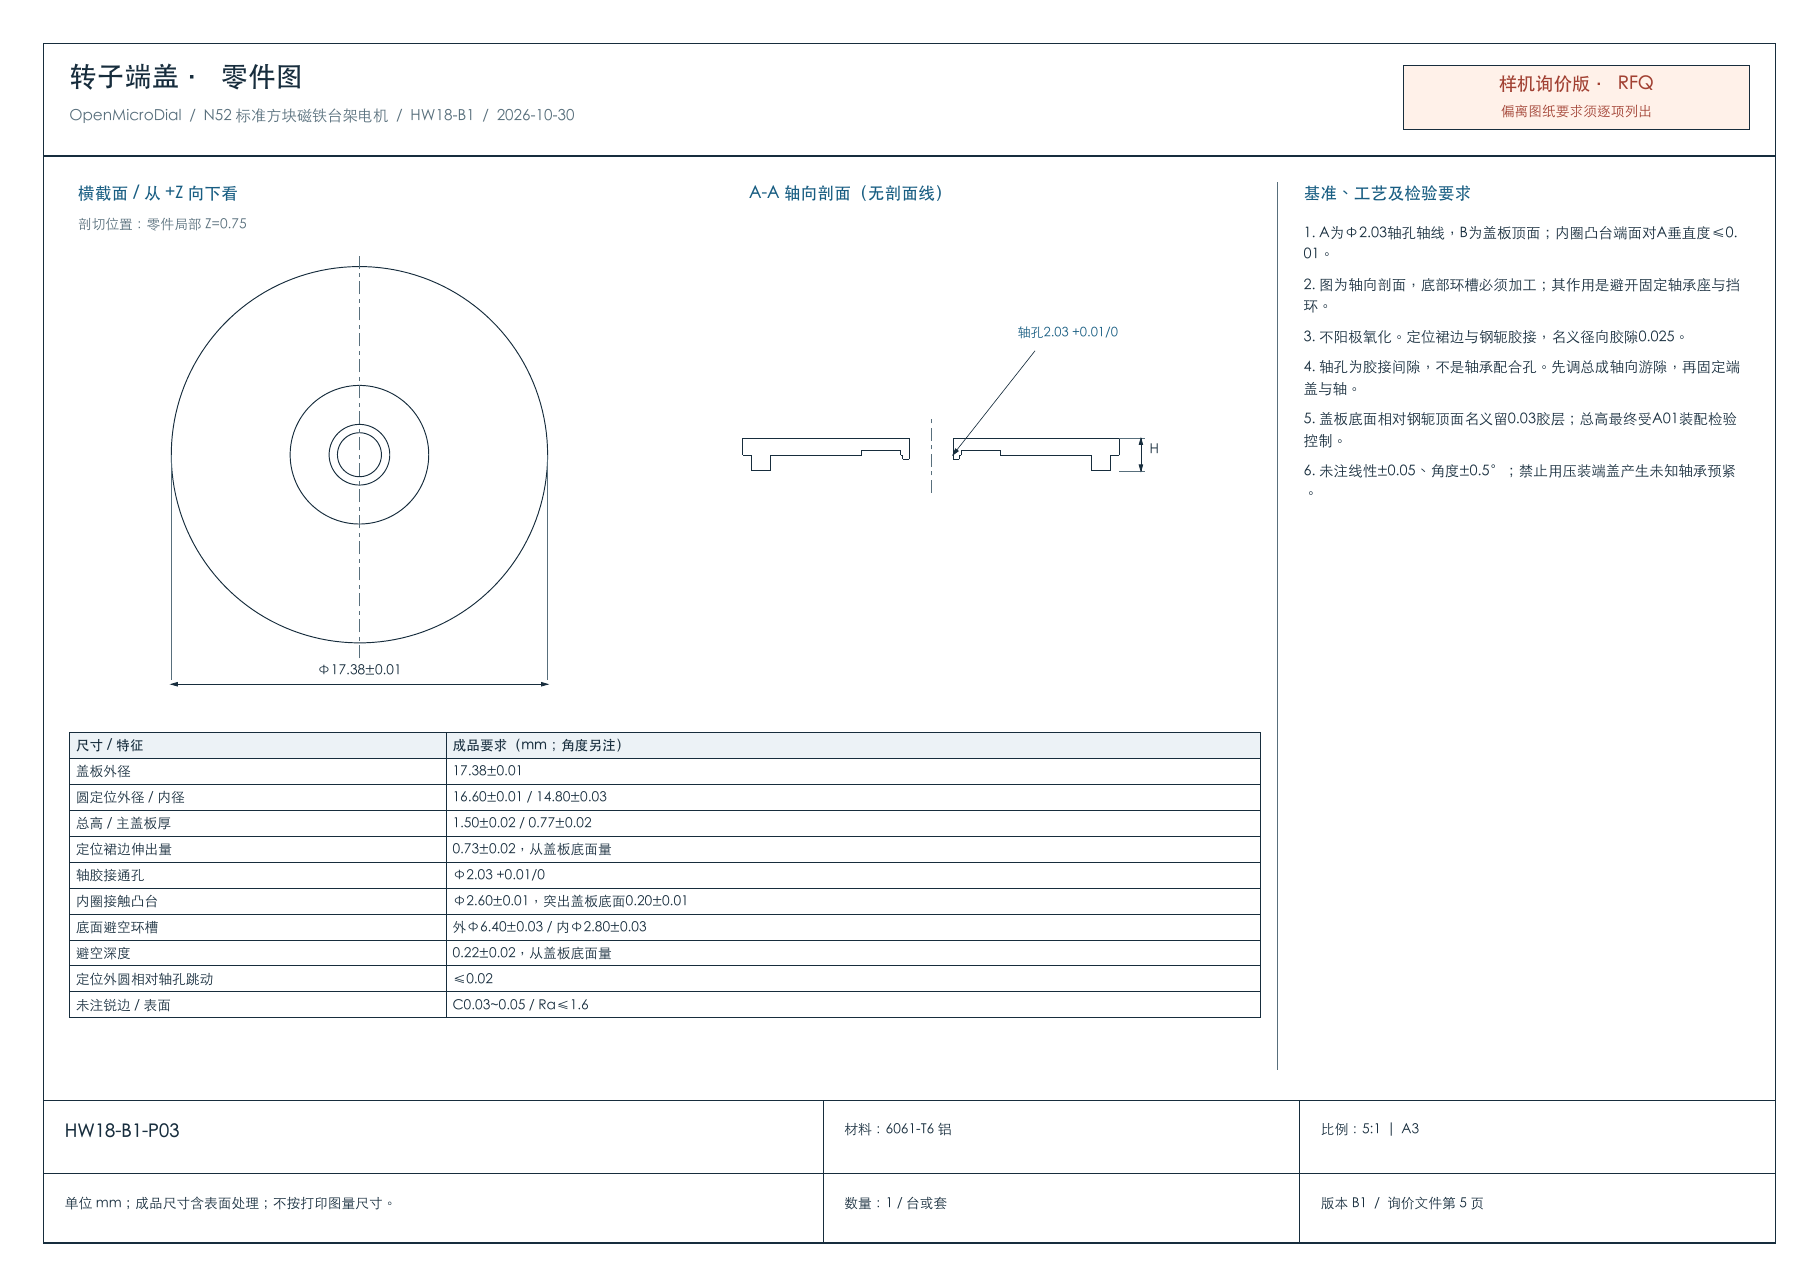 转子端盖 · 零件图
OpenMicroDial / N52 标准方块磁铁台架电机 / HW18-B1 / 2026-10-30
样机询价版 · RFQ
偏离图纸要求须逐项列出
横截面 / 从 +Z 向下看
剖切位置：零件局部 Z=0.75
Φ17.38±0.01
A-A 轴向剖面（无剖面线）
轴孔2.03 +0.01/0
H
基准、工艺及检验要求
1. A为Φ2.03轴孔轴线，B为盖板顶面；内圈凸台端面对A垂直度≤0.
01。
2. 图为轴向剖面，底部环槽必须加工；其作用是避开固定轴承座与挡
环。
3. 不阳极氧化。定位裙边与钢轭胶接，名义径向胶隙0.025。
4. 轴孔为胶接间隙，不是轴承配合孔。先调总成轴向游隙，再固定端
盖与轴。
5. 盖板底面相对钢轭顶面名义留0.03胶层；总高最终受A01装配检验
控制。
6. 未注线性±0.05、角度±0.5°；禁止用压装端盖产生未知轴承预紧
。
尺寸 / 特征 成品要求（mm；角度另注）
盖板外径 17.38±0.01
圆定位外径 / 内径 16.60±0.01 / 14.80±0.03
总高 / 主盖板厚 1.50±0.02 / 0.77±0.02
定位裙边伸出量 0.73±0.02，从盖板底面量
轴胶接通孔 Φ2.03 +0.01/0
内圈接触凸台 Φ2.60±0.01，突出盖板底面0.20±0.01
底面避空环槽 外Φ6.40±0.03 / 内Φ2.80±0.03
避空深度 0.22±0.02，从盖板底面量
定位外圆相对轴孔跳动 ≤0.02
未注锐边 / 表面 C0.03~0.05 / Ra≤1.6
HW18-B1-P03
材料：6061-T6 铝
比例：5:1 | A3
单位 mm；成品尺寸含表面处理；不按打印图量尺寸。
数量：1 / 台或套
版本 B1 / 询价文件第 5 页